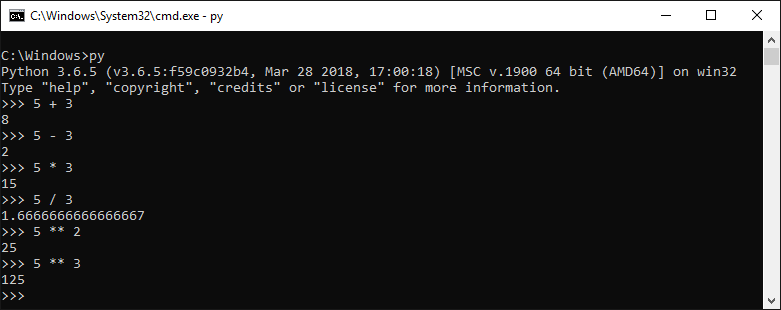 C:\Windows\System32\cmd.exe - py
C:\Windows>py
Python 3.6.5 (v3.6.5:f59c0932b4, Mar 28 2018, 17:00:18) [MSC v.1900 64 bit (AMD64)] on win32
Type "help", "copyright", "credits" or "license" for more information.
>>> 5 + 3
8
>>> 5 - 3
2
>>> 5 * 3
15
>>> 5 / 3
1.6666666666666667
>>> 5 ** 2
25
>>> 5 ** 3
125
>>>